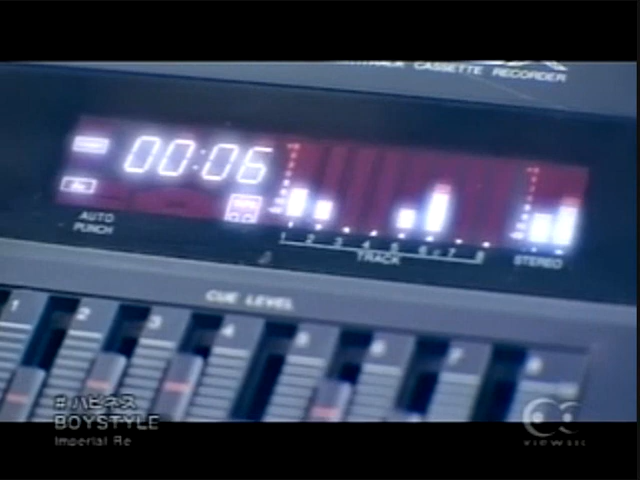 CASSETTE RECORDER
00:06
AUTO
PUNCH
1 2 3 4 5 6 7 8
TRACK
STEREO
CUE LEVEL
1 2 3 4 5 6 7 8
#ハピネス
BOYSTYLE
Imperial Re
VIEWSIC